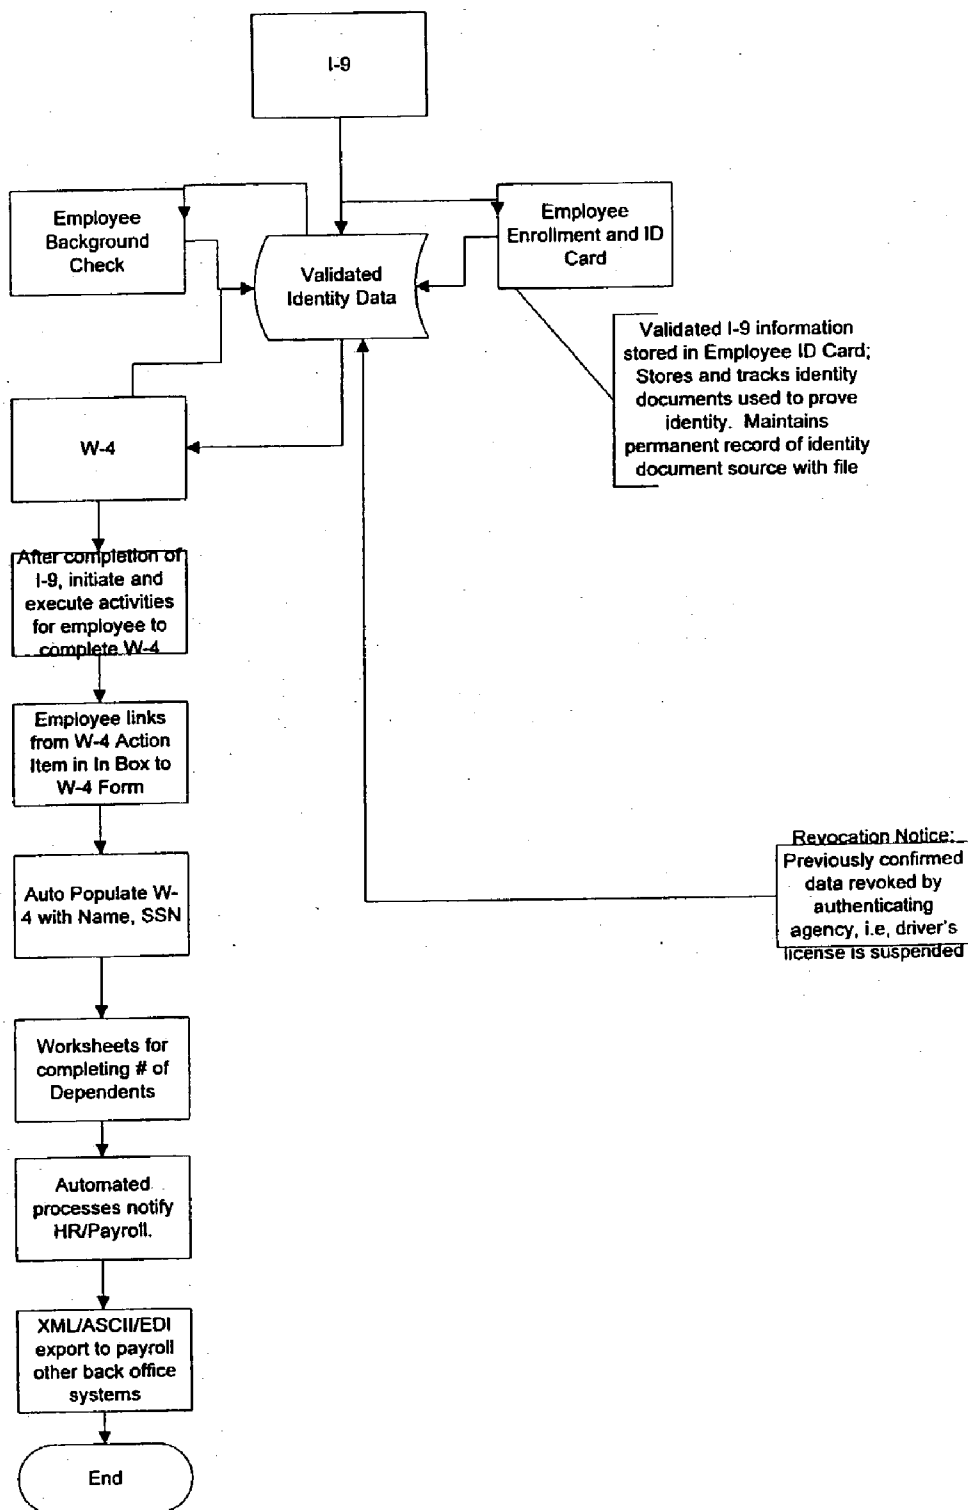 I-9
Employee
Background
Check
Employee
Enrollment and ID
Card
Validated
Identity Data
Validated I-9 information
stored in Employee ID Card;
Stores and tracks identity
documents used to prove
identity.  Maintains
permanent record of identity
document source with file
W-4
After completion of
I-9, initiate and
execute activities
for employee to
complete W-4
Employee links
from W-4 Action
Item in In Box to
W-4 Form
Revocation Notice:
Previously confirmed
data revoked by
authenticating
agency, i.e, driver's
license is suspended
Auto Populate W-
4 with Name, SSN
Worksheets for
completing # of
Dependents
Automated
processes notify
HR/Payroll.
XML/ASCII/EDI
export to payroll
other back office
systems
End